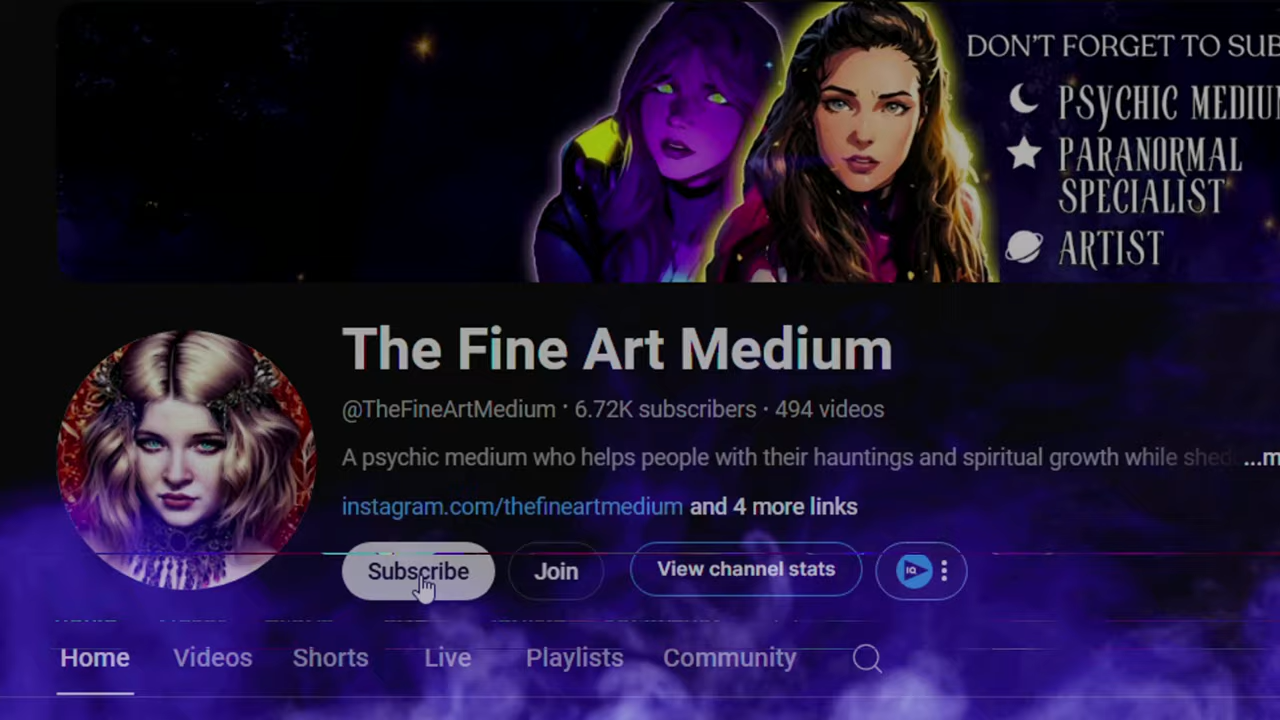 DON'T FORGET TO SUB
PSYCHIC MEDIU
PARANORMAL
SPECIALIST
ARTIST
The Fine Art Medium
@TheFineArtMedium · 6.72K subscribers · 494 videos
A psychic medium who helps people with their hauntings and spiritual growth while shed ...m
instagram.com/thefineartmedium and 4 more links
Subscribe Join View channel stats IQ
Home Videos Shorts Live Playlists Community